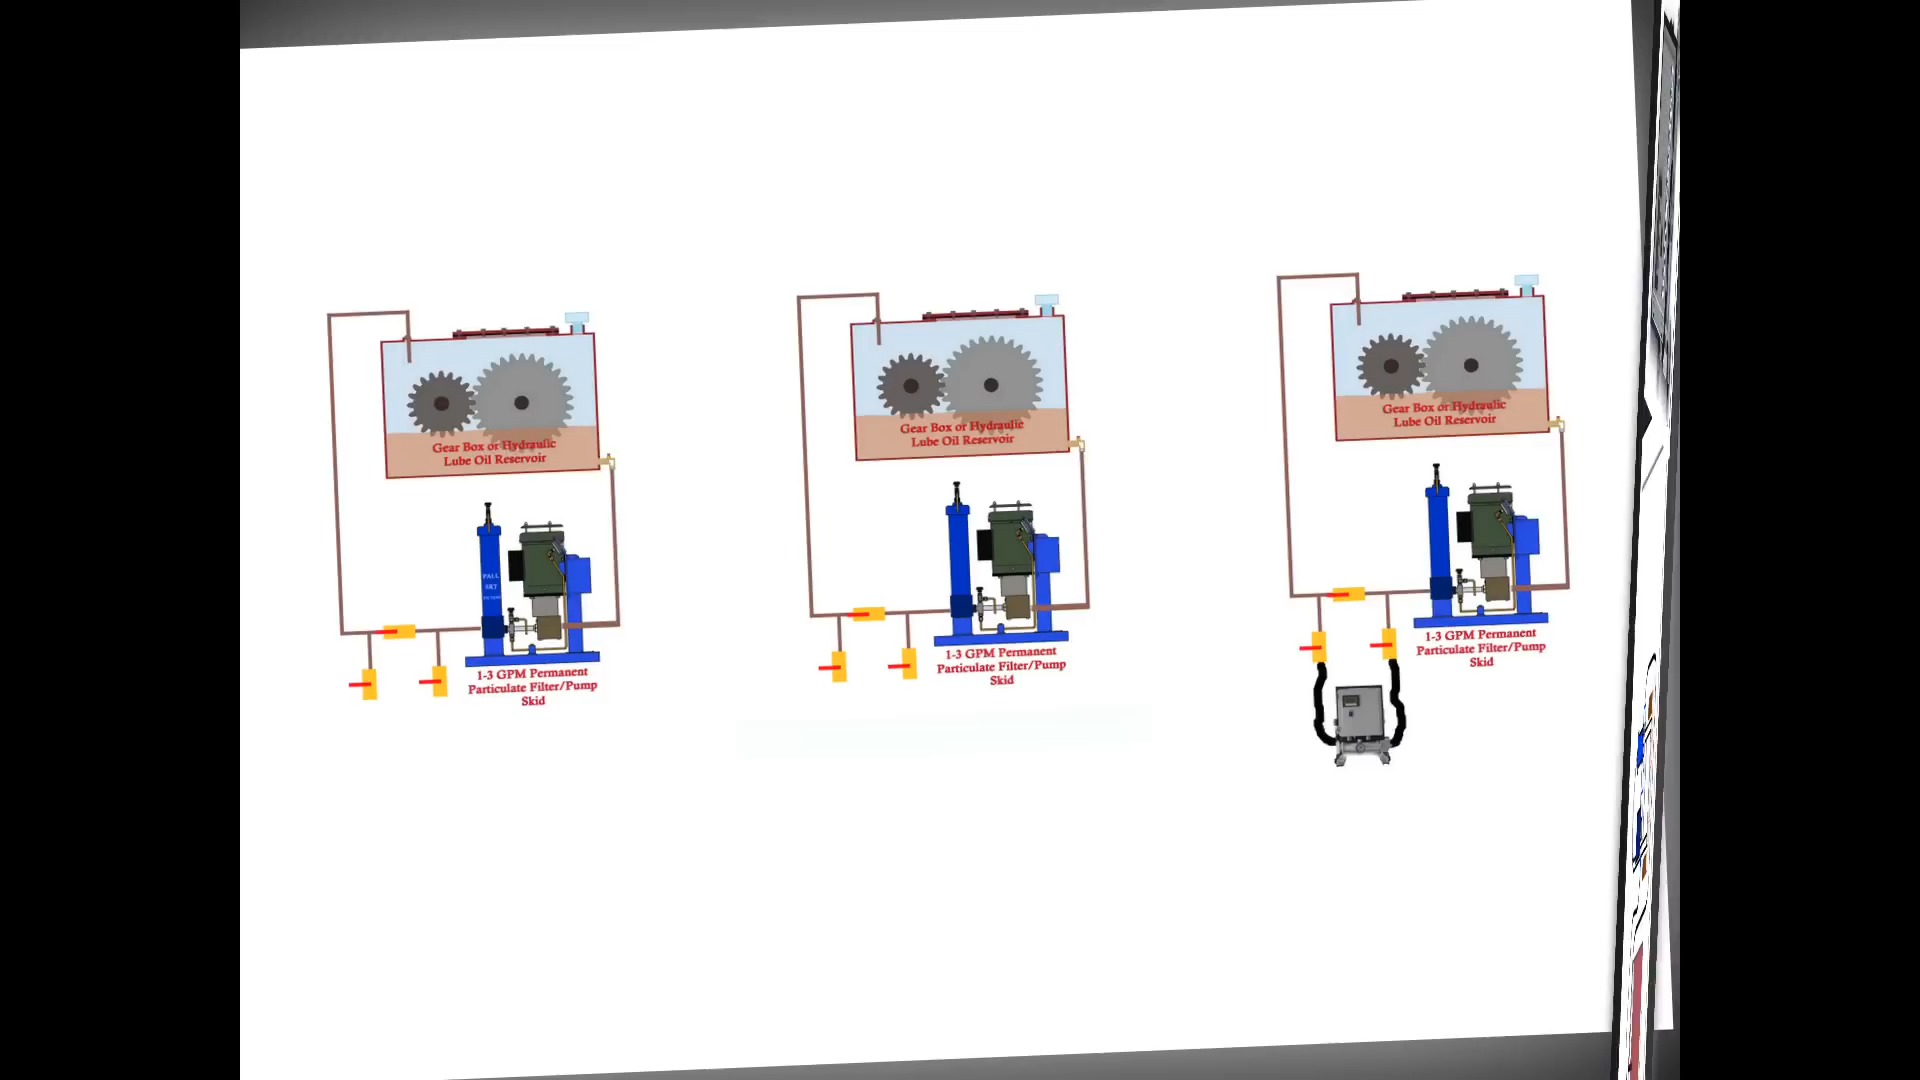 Gear Box or Hydraulic
Lube Oil Reservoir
PALL
SRT
1-3 GPM Permanent
Particulate Filter/Pump
Skid
Gear Box or Hydraulic
Lube Oil Reservoir
1-3 GPM Permanent
Particulate Filter/Pump
Skid
Gear Box or Hydraulic
Lube Oil Reservoir
1-3 GPM Permanent
Particulate Filter/Pump
Skid